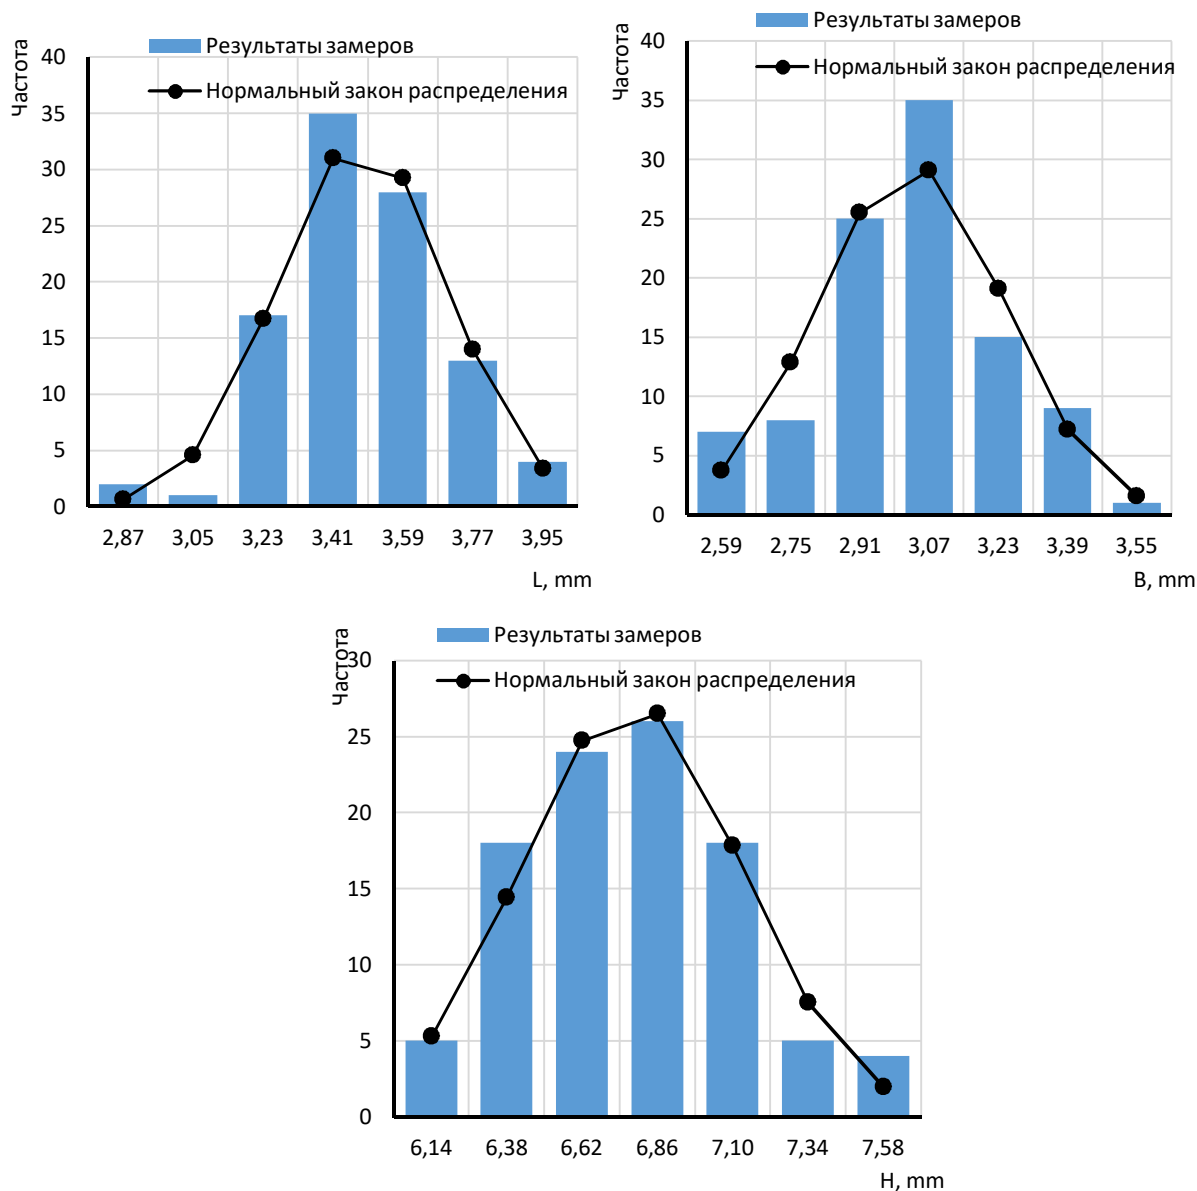 Результаты замеров
Нормальный закон распределения
Частота
40
35
30
25
20
15
10
5
0
2,87 3,05 3,23 3,41 3,59 3,77 3,95
L, mm
Результаты замеров
Нормальный закон распределения
Частота
40
35
30
25
20
15
10
5
0
2,59 2,75 2,91 3,07 3,23 3,39 3,55
B, mm
Результаты замеров
Нормальный закон распределения
Частота
30
25
20
15
10
5
0
6,14 6,38 6,62 6,86 7,10 7,34 7,58
H, mm